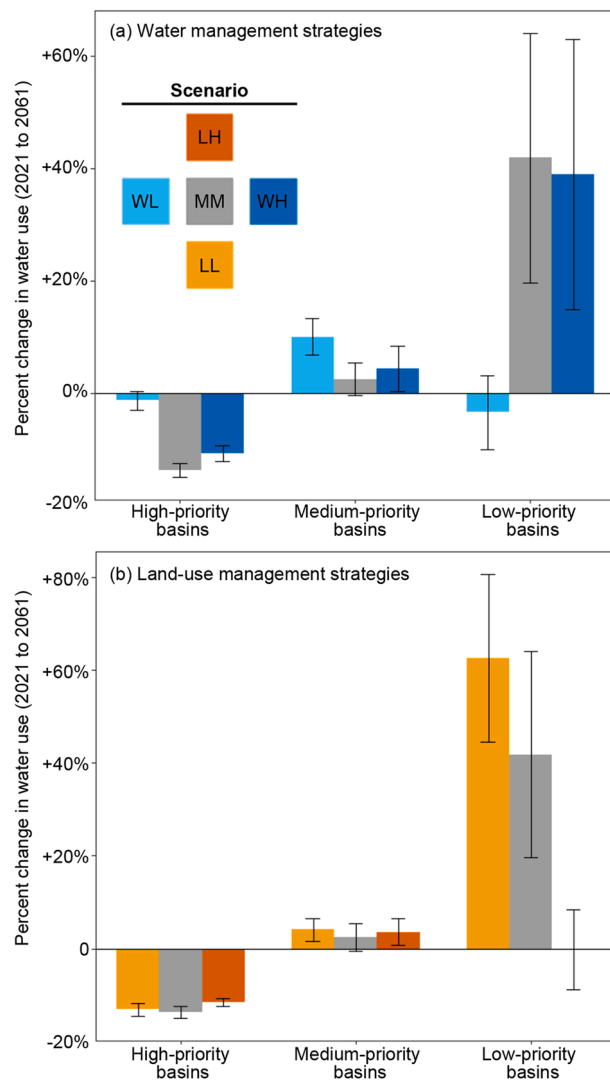 (a) Water management strategies
Percent change in water use (2021 to 2061)
+60%
+40%
+20%
0%
-20%
Scenario
LH
WL MM WH
LL
High-priority basins
Medium-priority basins
Low-priority basins
(b) Land-use management strategies
Percent change in water use (2021 to 2061)
+80%
+60%
+40%
+20%
0
-20%
High-priority basins
Medium-priority basins
Low-priority basins